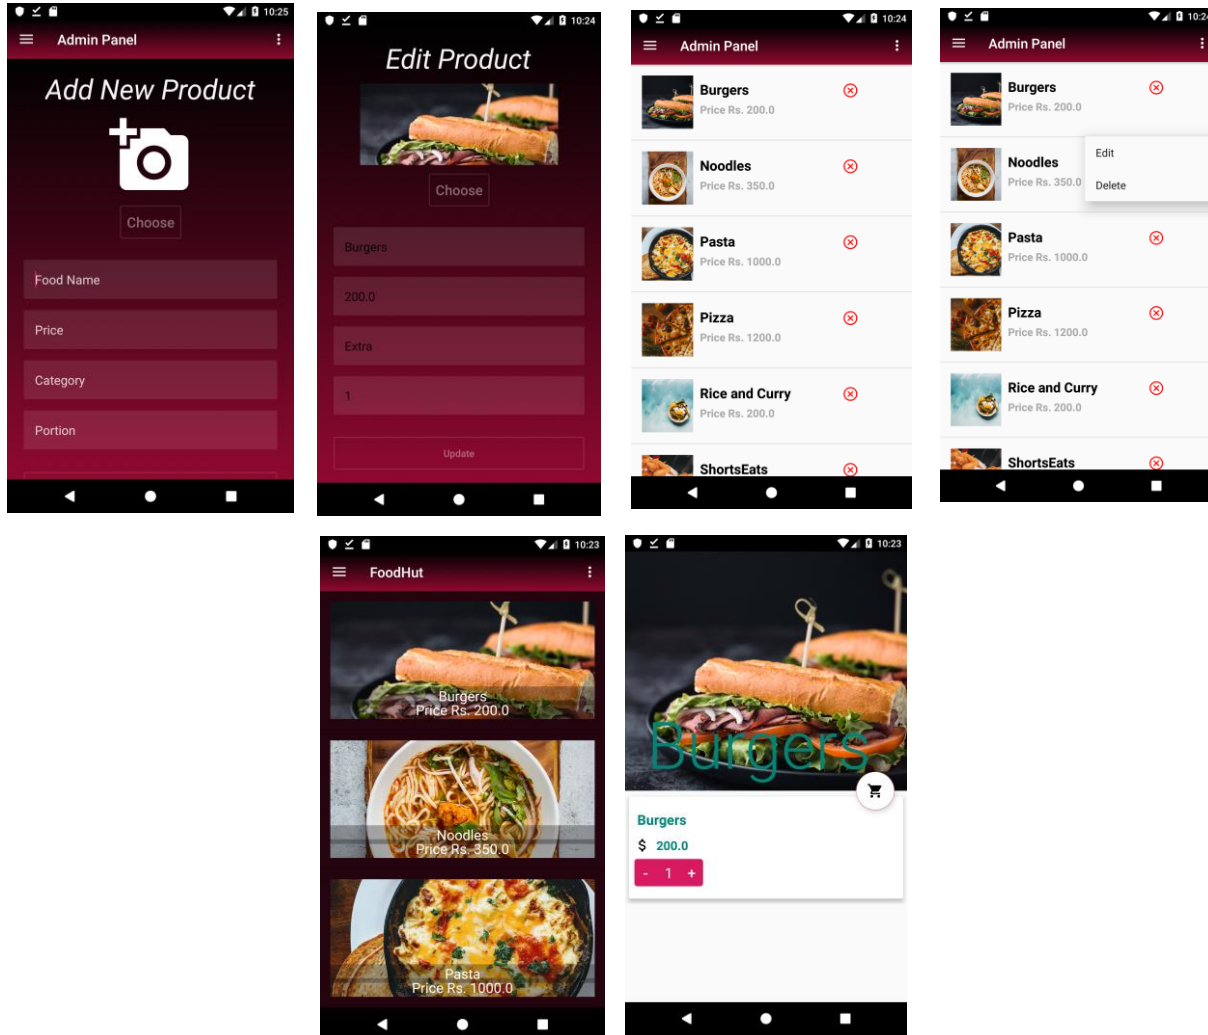 10:25
Admin Panel
Add New Product
Choose
Food Name
Price
Category
Portion
10:24
Edit Product
Choose
Burgers
200.0
Extra
1
Update
10:24
Admin Panel
Burgers
Price Rs. 200.0
Noodles
Price Rs. 350.0
Pasta
Price Rs. 1000.0
Pizza
Price Rs. 1200.0
Rice and Curry
Price Rs. 200.0
ShortsEats
10:24
Admin Panel
Burgers
Price Rs. 200.0
Edit
Noodles
Price Rs. 350.0
Delete
Pasta
Price Rs. 1000.0
Pizza
Price Rs. 1200.0
Rice and Curry
Price Rs. 200.0
ShortsEats
10:23
FoodHut
Burgers
Price Rs. 200.0
Noodles
Price Rs. 350.0
Pasta
Price Rs. 1000.0
10:23
Burgers
Burgers
$ 200.0
- 1 +